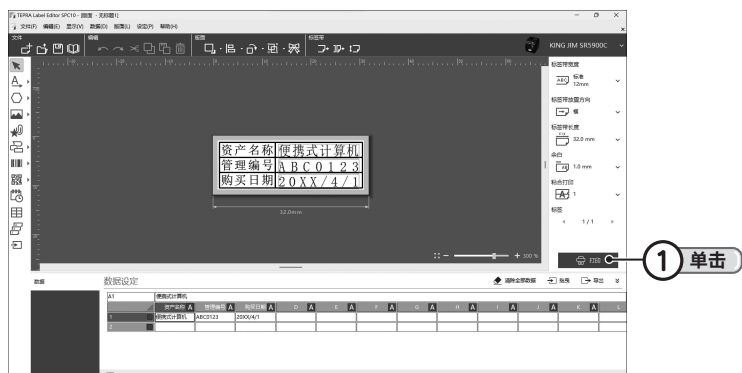 TEPRA Label Editor SPC10 - [版面 - 无标题1]
文件(F) 编辑(E) 显示(V) 数据(D) 版面(L) 设定(P) 帮助(H)
文件 编辑 版面 标签带
KING JIM SR5900C
标签带宽度
标准
12mm
标签带放置方向
横
标签带长度
32.0 mm
余白
1.0 mm
粘合打印
1
标签
1 / 1
资产名称 便携式计算机
管理编号 ABC0123
购买日期 20XX/4/1
32.0mm
300 %
打印
1 单击
数据 数据设定 清除全部数据 导出
A1 便携式计算机
资产名称 A 管理编号 A 购买日期 A D A E A F A G A H A I A J A K A
1 便携式计算机 ABC0123 20XX/4/1
2